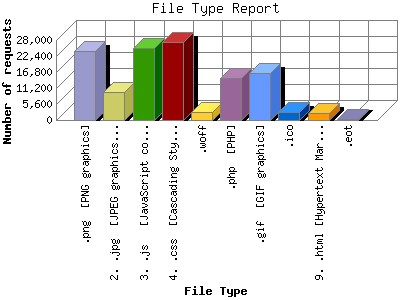 File Type Report
Number of requests
28,000
22,400
16,800
11,200
5,600
0
.png [PNG graphics]
2. .jpg [JPEG graphics...
3. .js [JavaScript co...
4. .css [Cascading Sty...
.woff
.php [PHP]
.gif [GIF graphics]
.ico
9. .html [Hypertext Mar...
.eot
File Type